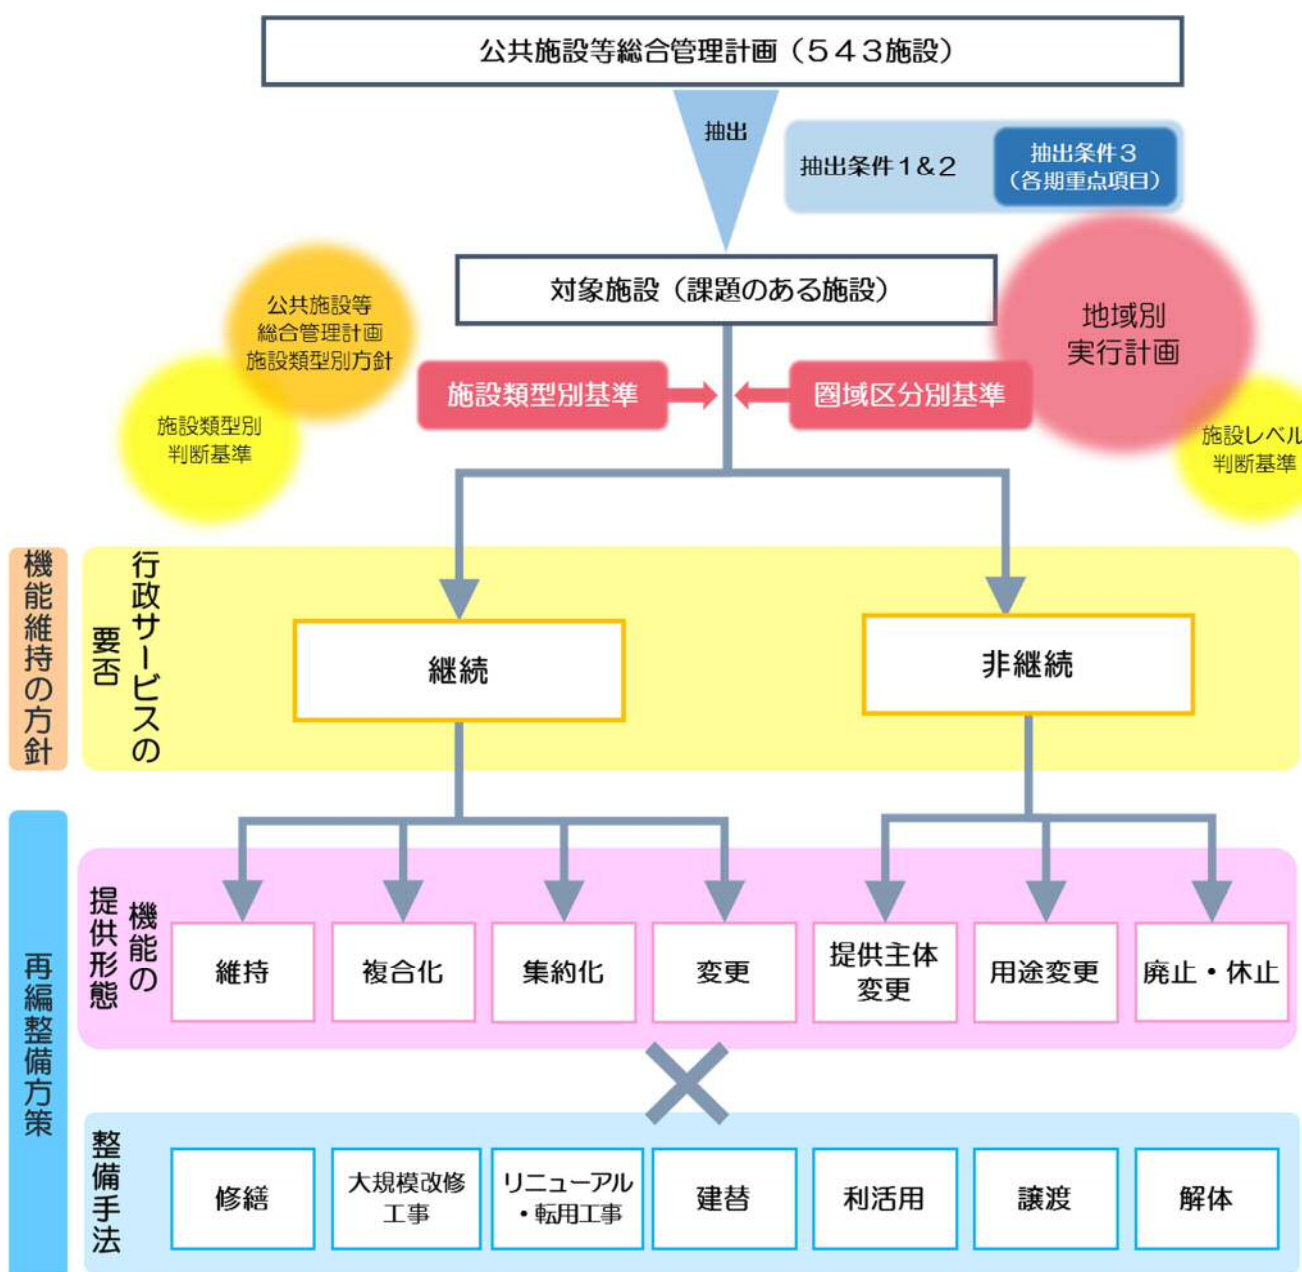 公共施設等総合管理計画（５４３施設）
抽出
抽出条件１＆２
抽出条件３
（各期重点項目）
対象施設（課題のある施設）
公共施設等
総合管理計画
施設類型別方針
施設類型別
判断基準
地域別
実行計画
施設レベル
判断基準
施設類型別基準
圏域区分別基準
機能維持の方針
行政サービスの
要否
継続
非継続
再編整備方策
機能の
提供形態
維持
複合化
集約化
変更
提供主体
変更
用途変更
廃止・休止
整備手法
修繕
大規模改修
工事
リニューアル
・転用工事
建替
利活用
譲渡
解体